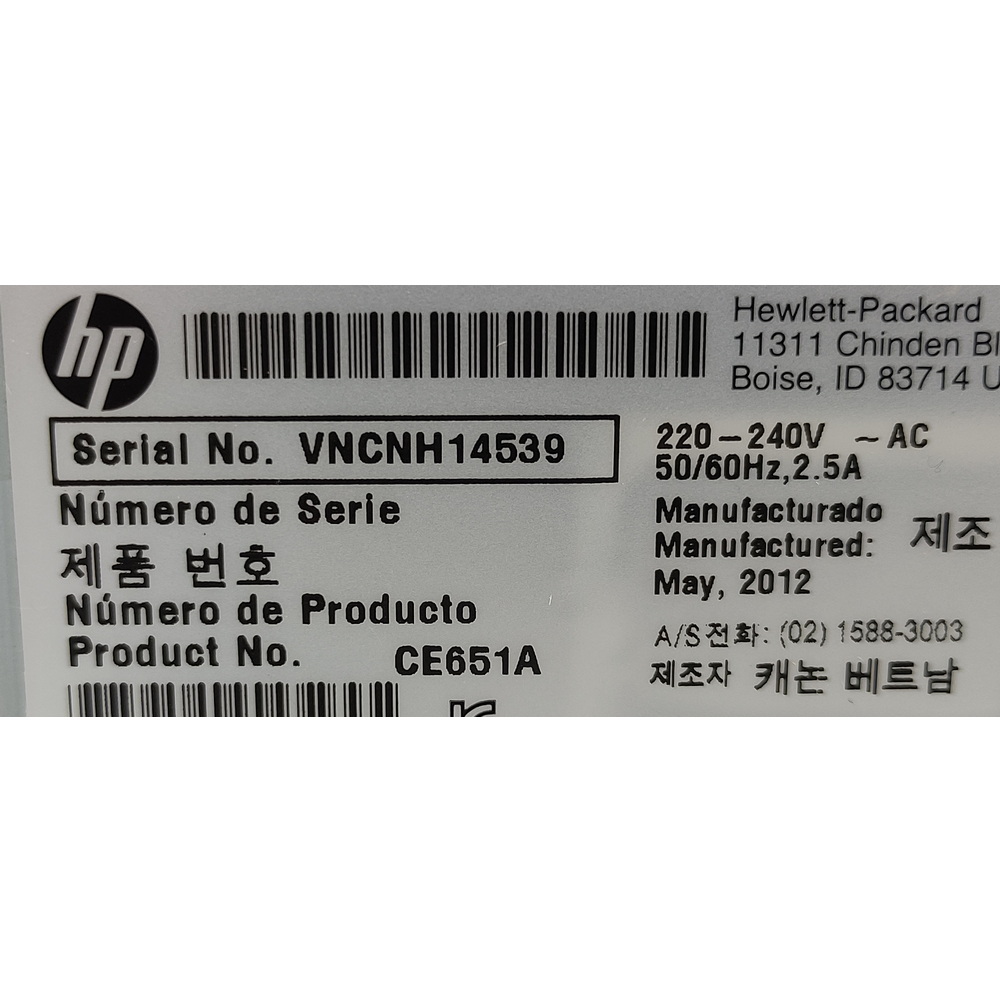 hp
Hewlett-Packard
11311 Chinden
Boise, ID 83714
Serial No. VNCNH14539
Número de Serie
제품 번호
Número de Producto
Product No. CE651A
220-240V ~ AC
50/60Hz,2.5A
Manufacturado
Manufactured: 제조
May, 2012
A/S전화: (02) 1588-3003
제조자 캐논 베트남